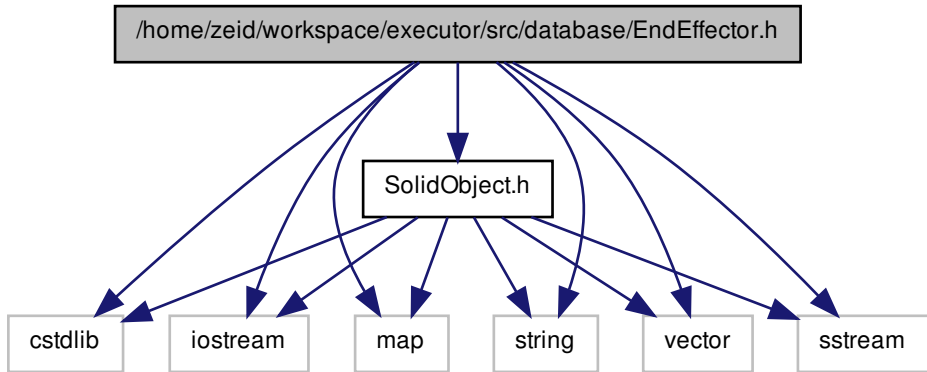 /home/zeid/workspace/executor/src/database/EndEffector.h
SolidObject.h
cstdlib
iostream
map
string
vector
sstream